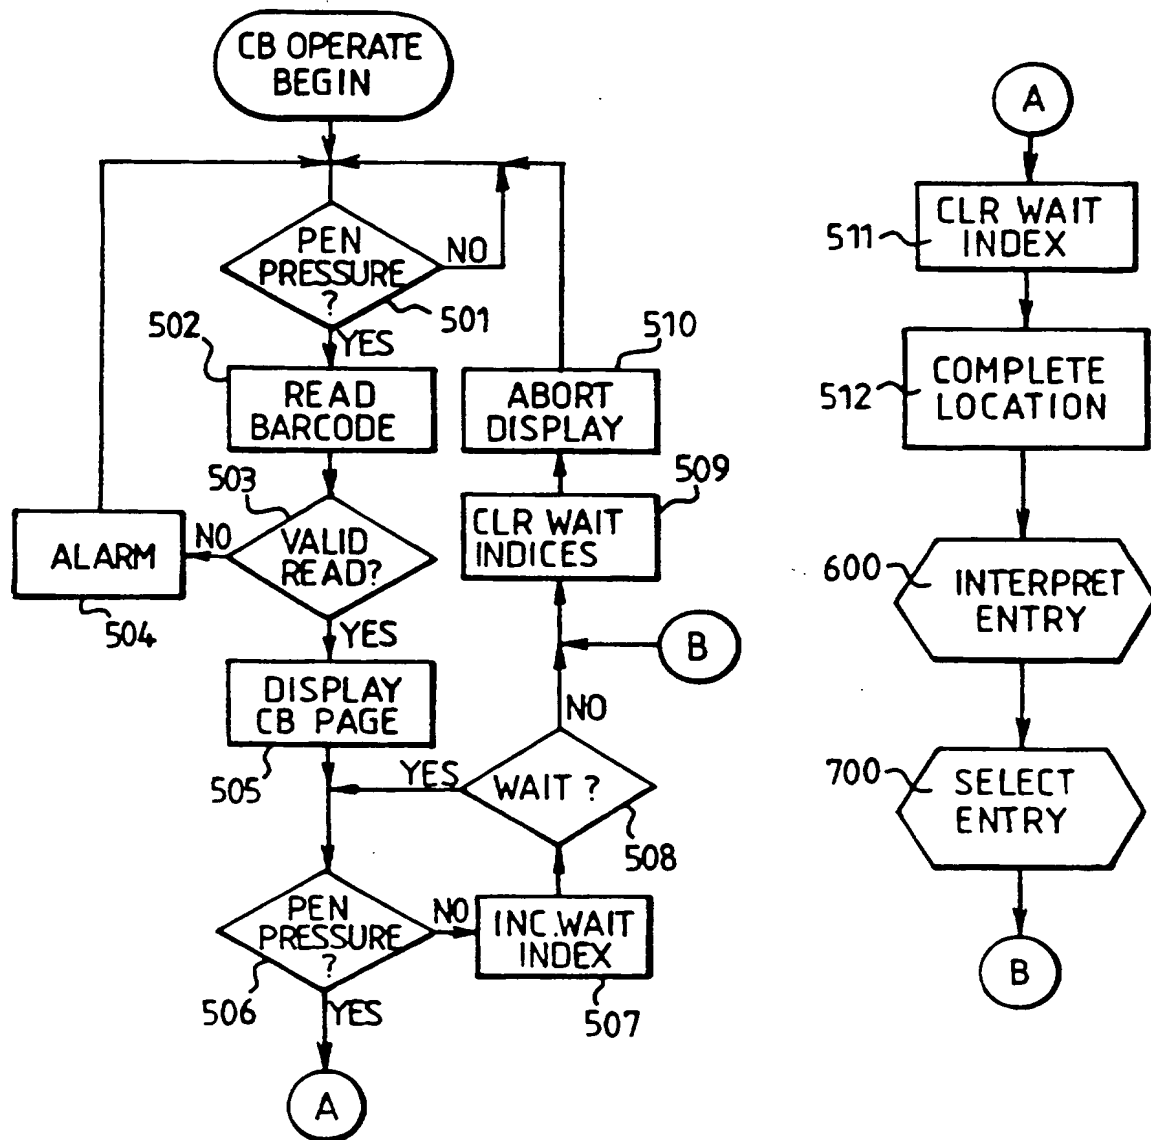 CB OPERATE
BEGIN
PEN
PRESSURE
?
NO
501
YES
502
READ
BARCODE
503
VALID
READ?
NO
ALARM
504
YES
DISPLAY
CB PAGE
505
PEN
PRESSURE
?
506
NO
YES
A
INC.WAIT
INDEX
507
WAIT ?
508
YES
NO
B
CLR WAIT
INDICES
509
ABORT
DISPLAY
510
A
CLR WAIT
INDEX
511
COMPLETE
LOCATION
512
INTERPRET
ENTRY
600
SELECT
ENTRY
700
B